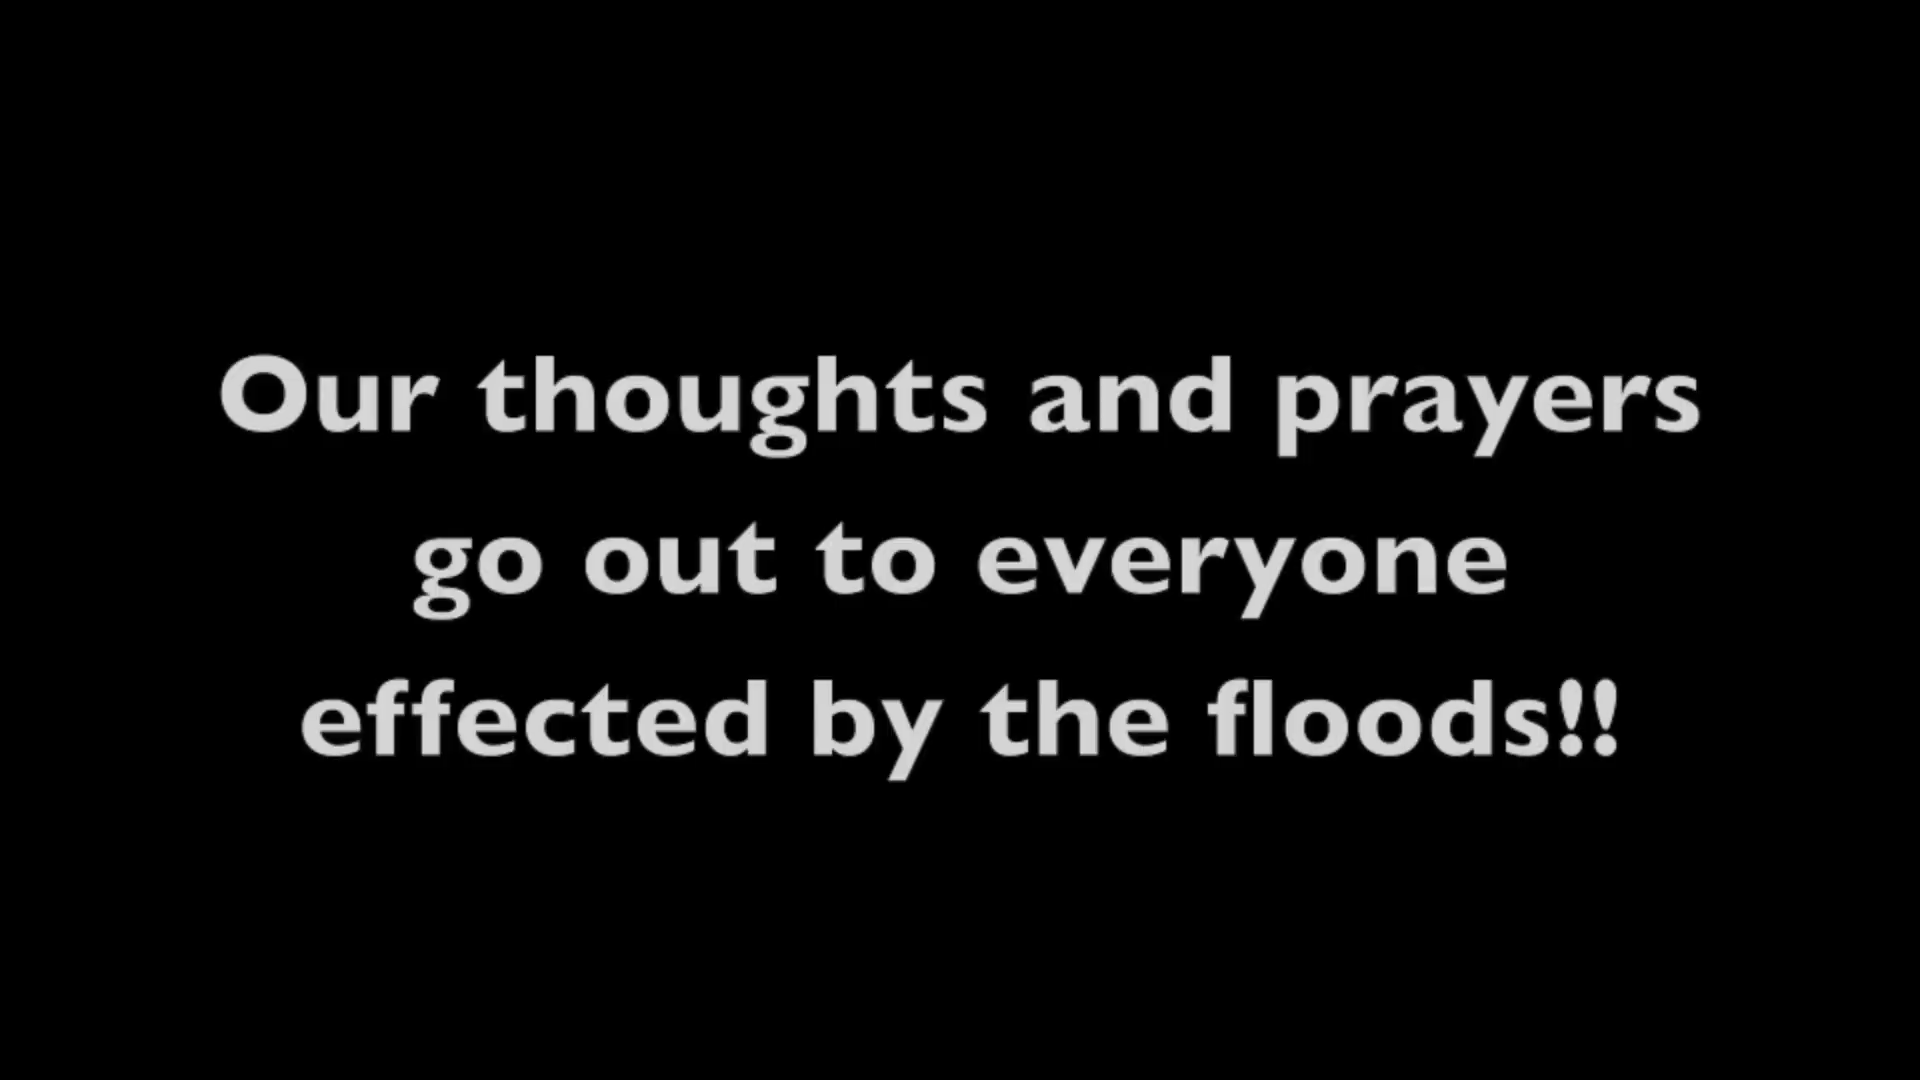 Our thoughts and prayers
go out to everyone
effected by the floods!!